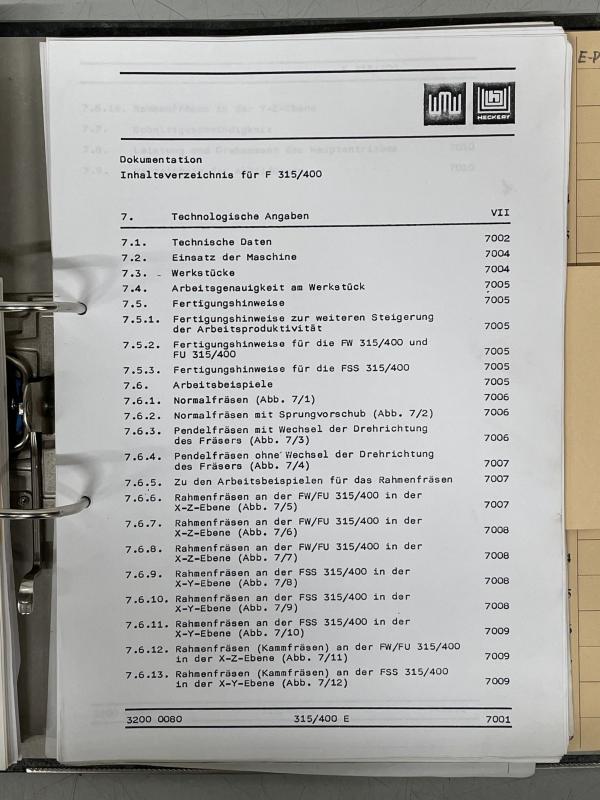 WMW
HECKERT
Dokumentation
Inhaltsverzeichnis für F 315/400
7. Technologische Angaben VII
7.1. Technische Daten 7002
7.2. Einsatz der Maschine 7004
7.3. Werkstücke 7004
7.4. Arbeitsgenauigkeit am Werkstück 7005
7.5. Fertigungshinweise 7005
7.5.1. Fertigungshinweise zur weiteren Steigerung
der Arbeitsproduktivität 7005
7.5.2. Fertigungshinweise für die FW 315/400 und
FU 315/400 7005
7.5.3. Fertigungshinweise für die FSS 315/400 7005
7.6. Arbeitsbeispiele 7005
7.6.1. Normalfräsen (Abb. 7/1) 7006
7.6.2. Normalfräsen mit Sprungvorschub (Abb. 7/2) 7006
7.6.3. Pendelfräsen mit Wechsel der Drehrichtung
des Fräsers (Abb. 7/3) 7006
7.6.4. Pendelfräsen ohne Wechsel der Drehrichtung
des Fräsers (Abb. 7/4) 7007
7.6.5. Zu den Arbeitsbeispielen für das Rahmenfräsen 7007
7.6.6. Rahmenfräsen an der FW/FU 315/400 in der
X-Z-Ebene (Abb. 7/5) 7007
7.6.7. Rahmenfräsen an der FW/FU 315/400 in der
X-Z-Ebene (Abb. 7/6) 7008
7.6.8. Rahmenfräsen an der FW/FU 315/400 in der
X-Z-Ebene (Abb. 7/7) 7008
7.6.9. Rahmenfräsen an der FSS 315/400 in der
X-Y-Ebene (Abb. 7/8) 7008
7.6.10. Rahmenfräsen an der FSS 315/400 in der
X-Y-Ebene (Abb. 7/9) 7008
7.6.11. Rahmenfräsen an der FSS 315/400 in der
X-Y-Ebene (Abb. 7/10) 7009
7.6.12. Rahmenfräsen (Kammfräsen) an der FW/FU 315/400
in der X-Z-Ebene (Abb. 7/11) 7009
7.6.13. Rahmenfräsen (Kammfräsen) an der FSS 315/400
in der X-Y-Ebene (Abb. 7/12) 7009
3200 0080 315/400 E 7001